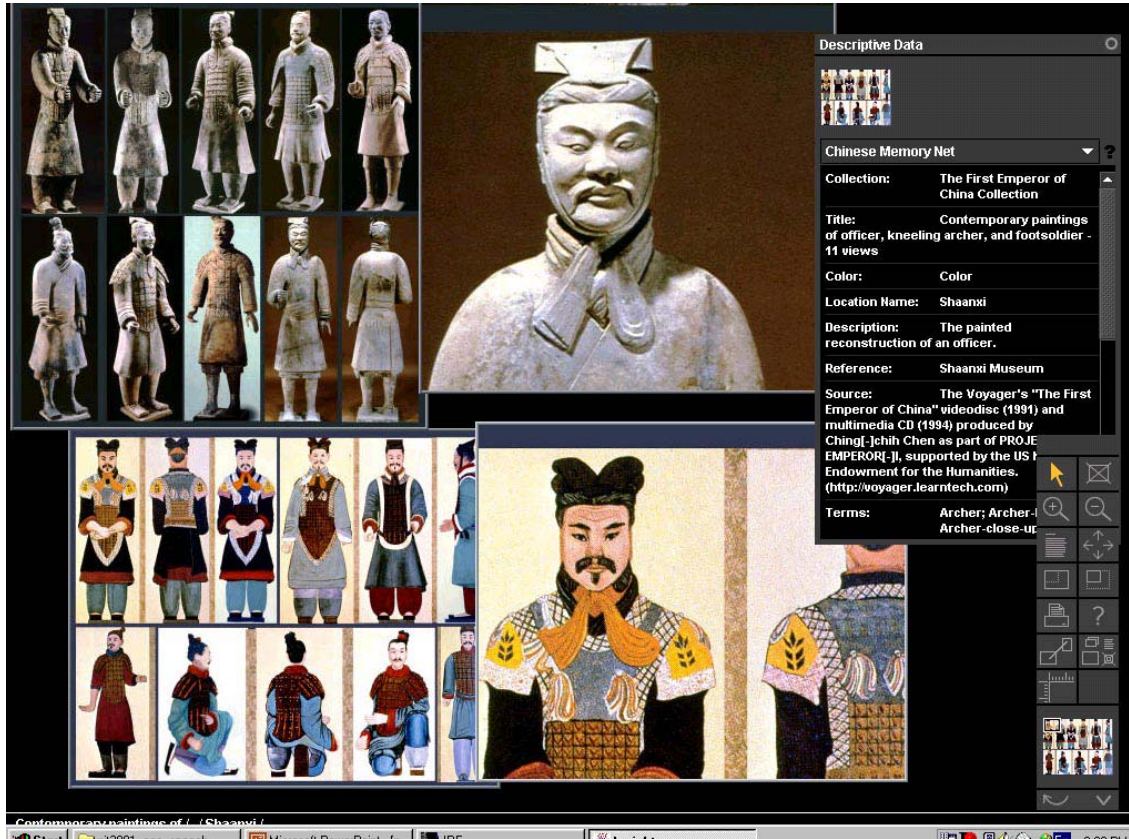 Descriptive Data
Chinese Memory Net
?
Collection: The First Emperor of
China Collection
Title: Contemporary paintings
of officer, kneeling archer, and footsoldier -
11 views
Color: Color
Location Name: Shaanxi
Description: The painted
reconstruction of an officer.
Reference: Shaanxi Museum
Source: The Voyager's "The First
Emperor of China" videodisc (1991) and
multimedia CD (1994) produced by
Ching[-]chih Chen as part of PROJE
EMPEROR[-]I, supported by the US
Endowment for the Humanities.
(http://voyager.learntech.com)
Terms: Archer; Archer-
Archer-close-up
?
Contemporary paintings of / (Shaanxi /
Start